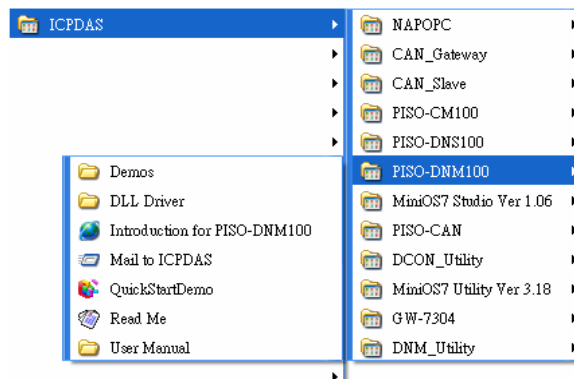 ICPDAS
NAPOPC
CAN_Gateway
CAN_Slave
PISO-CM100
PISO-DNS100
PISO-DNM100
MiniOS7 Studio Ver 1.06
PISO-CAN
DCON_Utility
MiniOS7 Utility Ver 3.18
GW-7304
DNM_Utility
Demos
DLL Driver
Introduction for PISO-DNM100
Mail to ICPDAS
QuickStartDemo
Read Me
User Manual